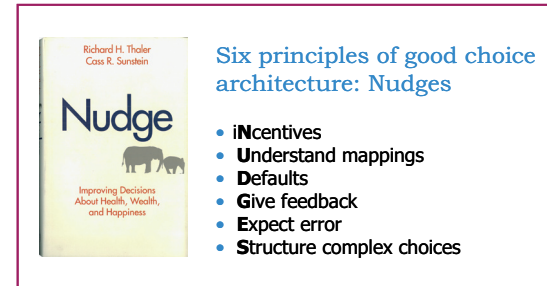 Richard H. Thaler
Cass R. Sunstein
Nudge
Improving Decisions
About Health, Wealth,
and Happiness
Six principles of good choice
architecture: Nudges
• iNcentives
• Understand mappings
• Defaults
• Give feedback
• Expect error
• Structure complex choices